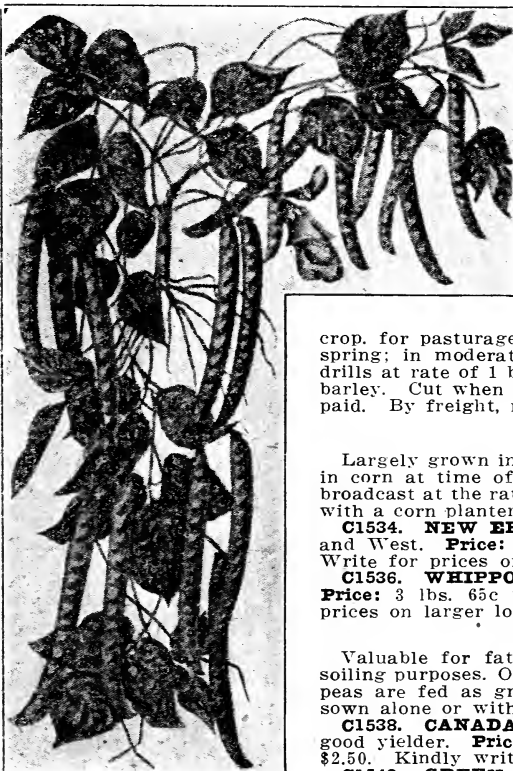 crop. for pasturage
spring; in moderat
drills at rate of 1 b
barley. Cut when
paid. By freight,
Largely grown in
in corn at time of
broadcast at the rat
with a corn planter
C1534. NEW E
and West. Price:
Write for prices o
C1536. WHIPPO
Price: 3 lbs. 65c
prices on larger lo
Valuable for fat
soiling purposes. O
peas are fed as gr
sown alone or with
C1538. CANADA
good yielder. Pric
$2.50. Kindly writ